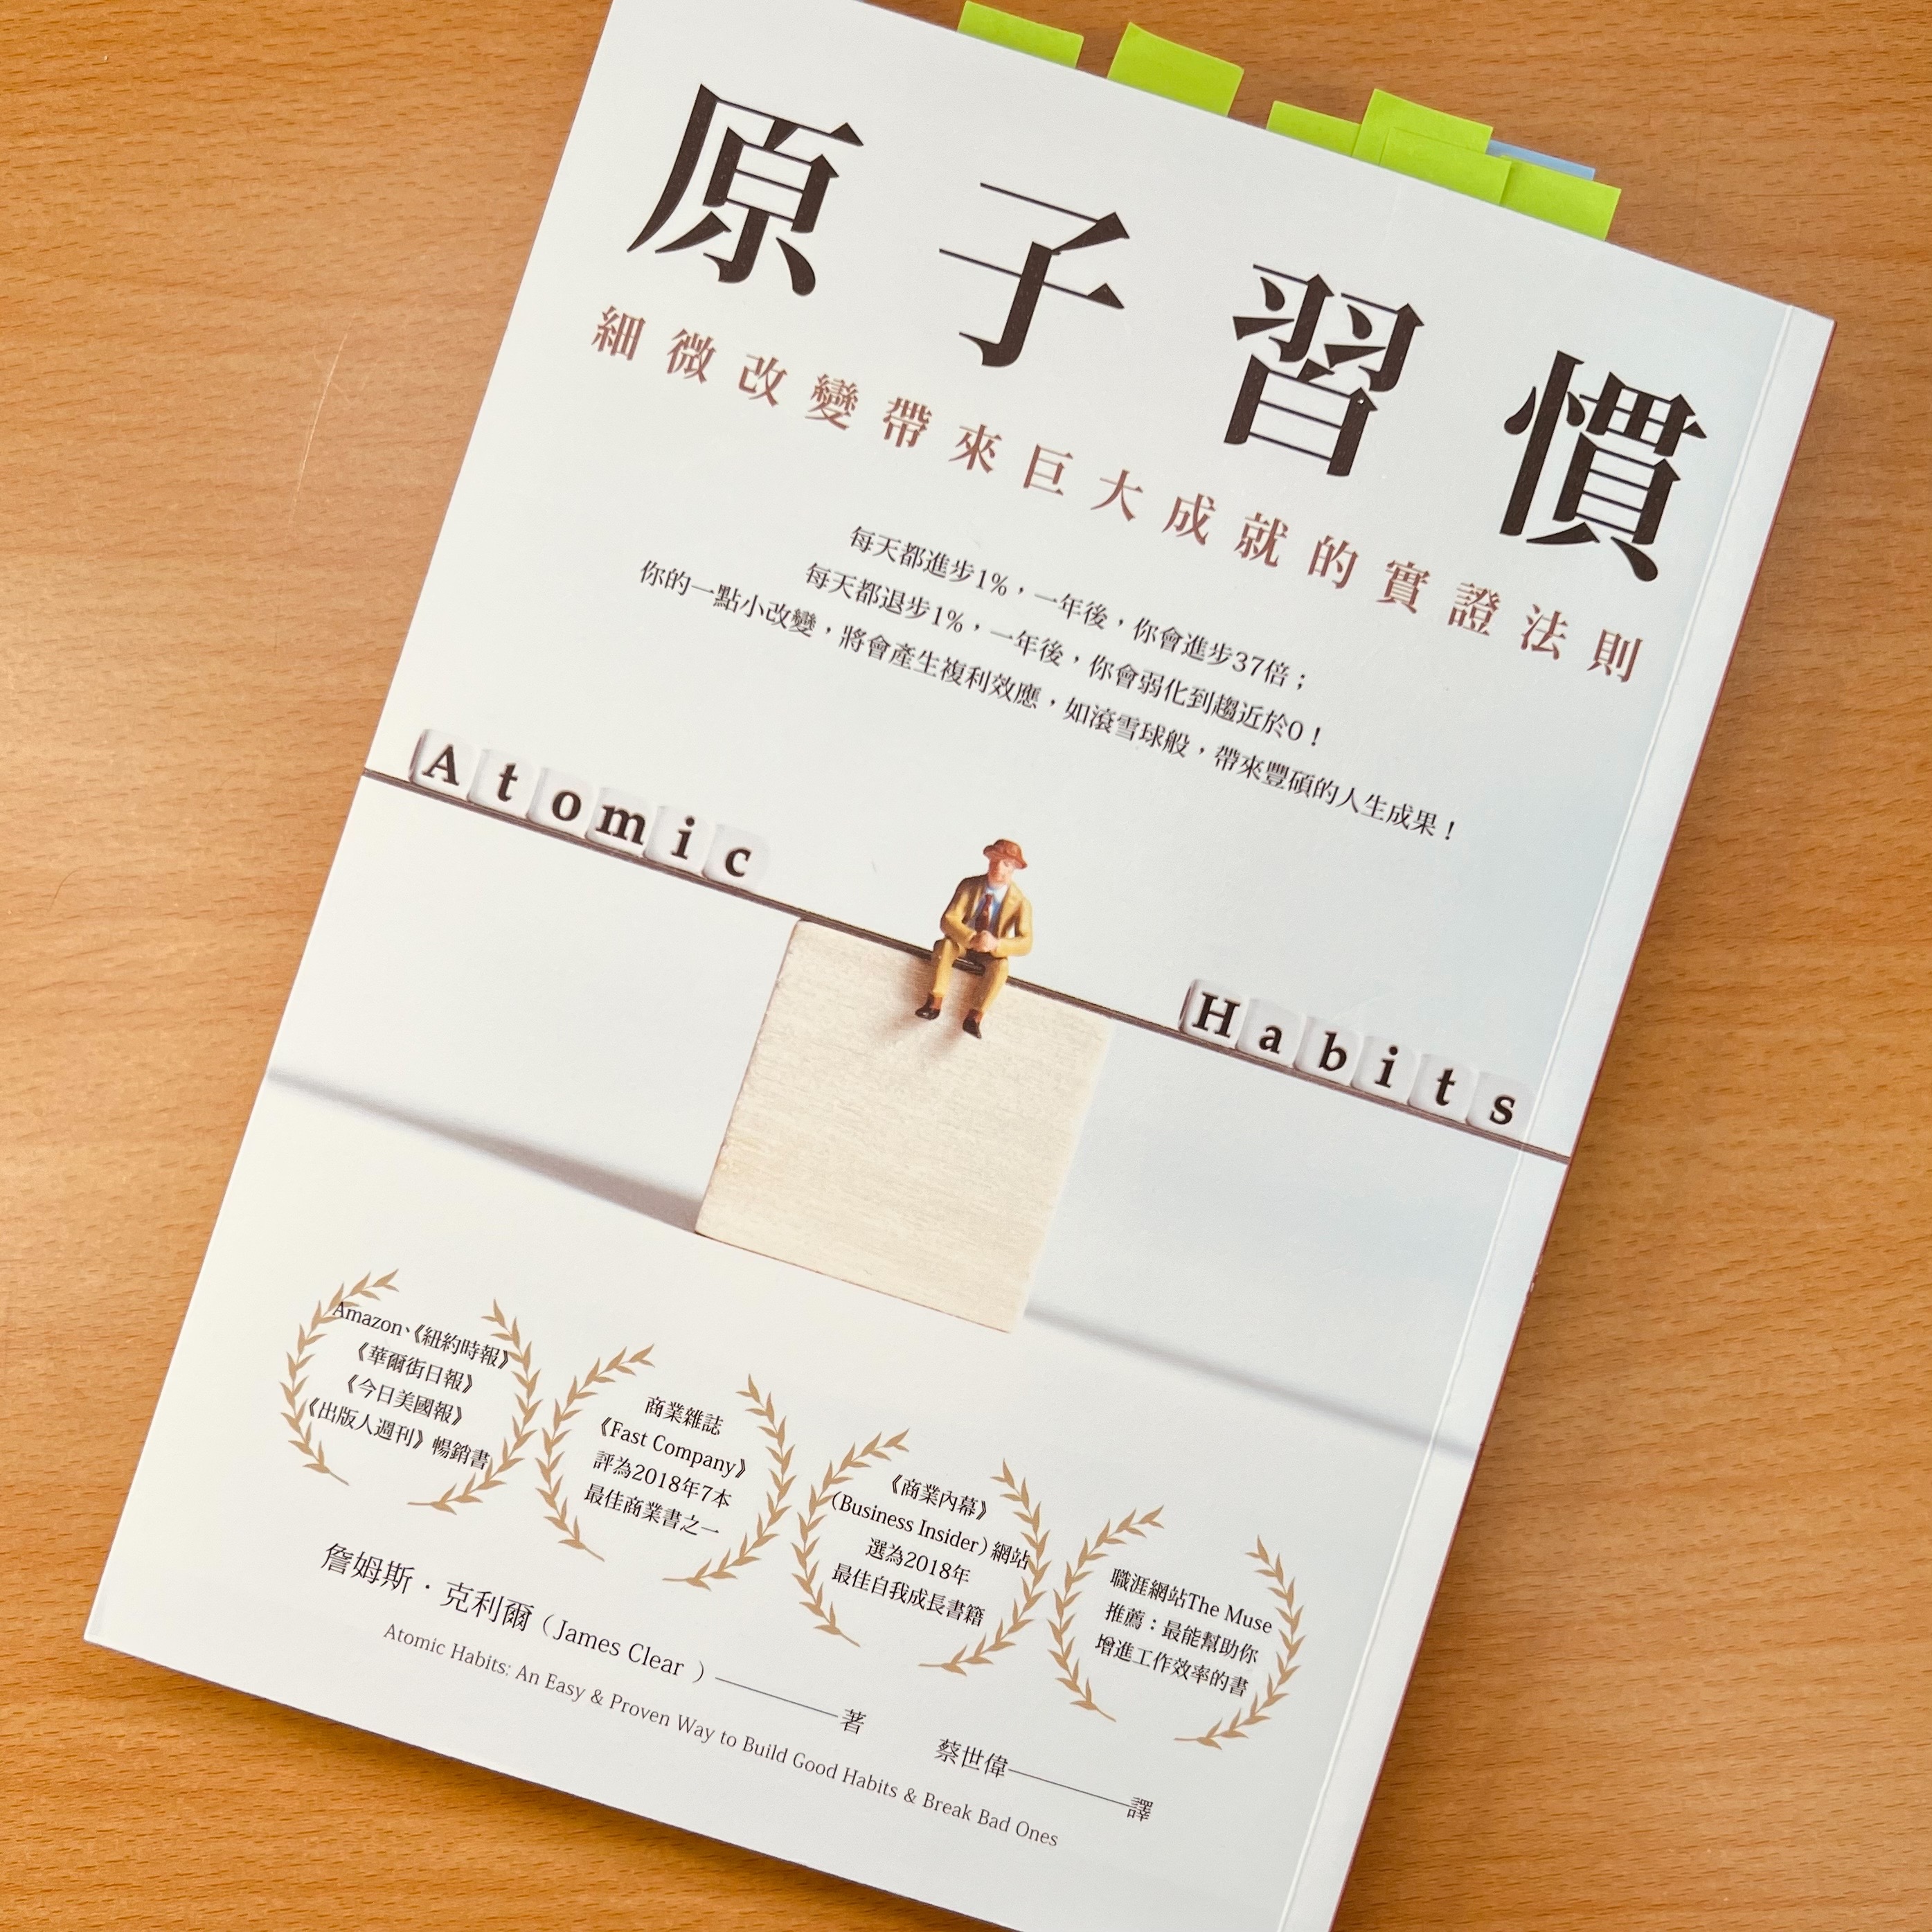 原子習慣
細微改變帶來巨大成就的實證法則
每天都進步1%，一年後，你會進步37倍；
每天都退步1%，一年後，你會弱化到趨近於0！
你的一點小改變，將會產生複利效應，如滾雪球般，帶來豐碩的人生成果！
Atomic
Habits
Amazon、《紐約時報》
《華爾街日報》
《今日美國報》
《出版人週刊》暢銷書
商業雜誌
《Fast Company》
評為2018年7本
最佳商業書之一
《商業內幕》
（Business Insider）網站
選為2018年
最佳自我成長書籍
職涯網站The Muse
推薦：最能幫助你
增進工作效率的書
詹姆斯．克利爾（James Clear）——著
蔡世偉——譯
Atomic Habits: An Easy & Proven Way to Build Good Habits & Break Bad Ones